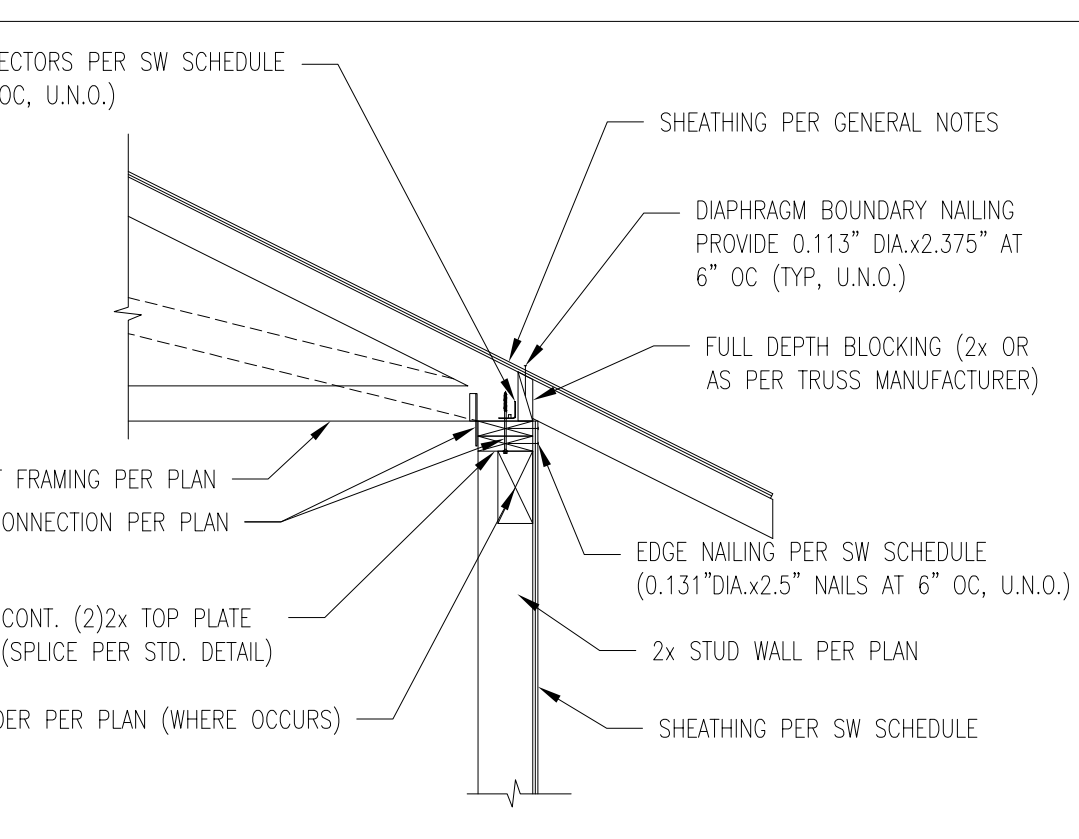 ECTORS PER SW SCHEDULE
OC, U.N.O.)
SHEATHING PER GENERAL NOTES
DIAPHRAGM BOUNDARY NAILING
PROVIDE 0.113" DIA.x2.375" AT
6" OC (TYP, U.N.O.)
FULL DEPTH BLOCKING (2x OR
AS PER TRUSS MANUFACTURER)
FRAMING PER PLAN
ONNECTION PER PLAN
EDGE NAILING PER SW SCHEDULE
(0.131"DIA.x2.5" NAILS AT 6" OC, U.N.O.)
CONT. (2)2x TOP PLATE
(SPLICE PER STD. DETAIL)
2x STUD WALL PER PLAN
DER PER PLAN (WHERE OCCURS)
SHEATHING PER SW SCHEDULE